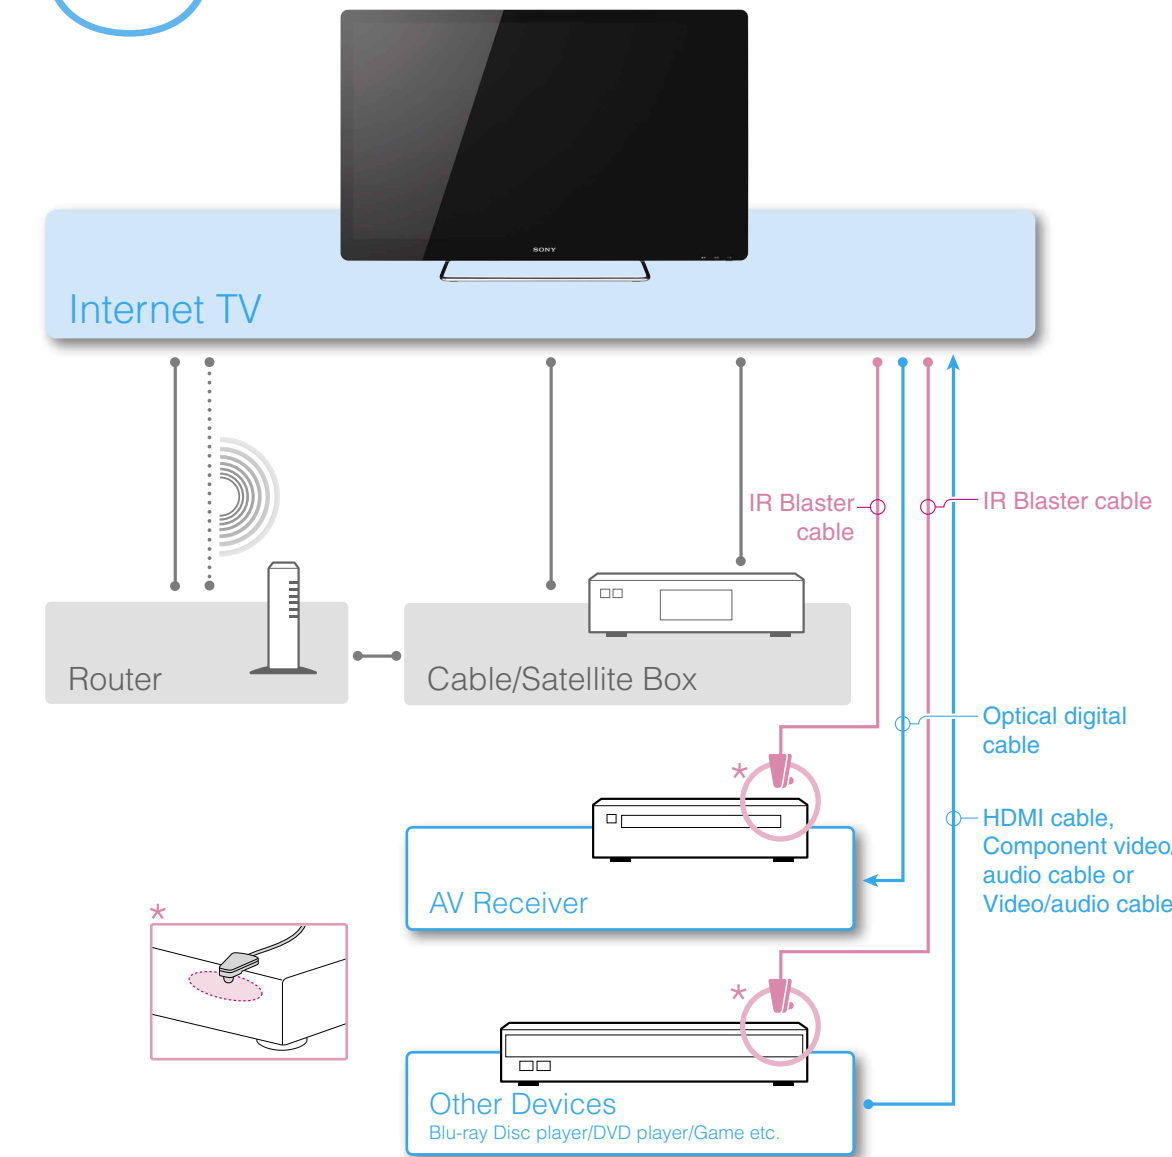 SONY
Internet TV
IR Blaster
cable
IR Blaster cable
Router
Cable/Satellite Box
Optical digital
cable
*
HDMI cable,
Component video/
audio cable or
Video/audio cable
AV Receiver
*
*
Other Devices
Blu-ray Disc player/DVD player/Game etc.